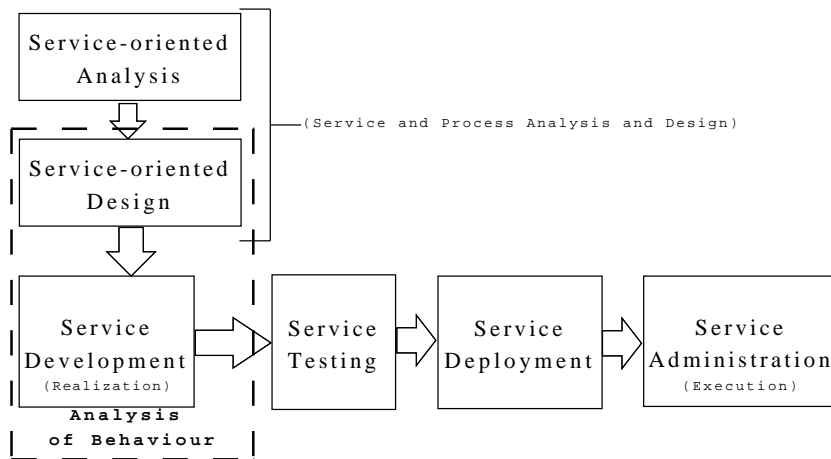 Service-oriented
Analysis
(Service and Process Analysis and Design)
Service-oriented
Design
Service
Development
(Realization)
Service
Testing
Service
Deployment
Service
Administration
(Execution)
Analysis
of Behaviour